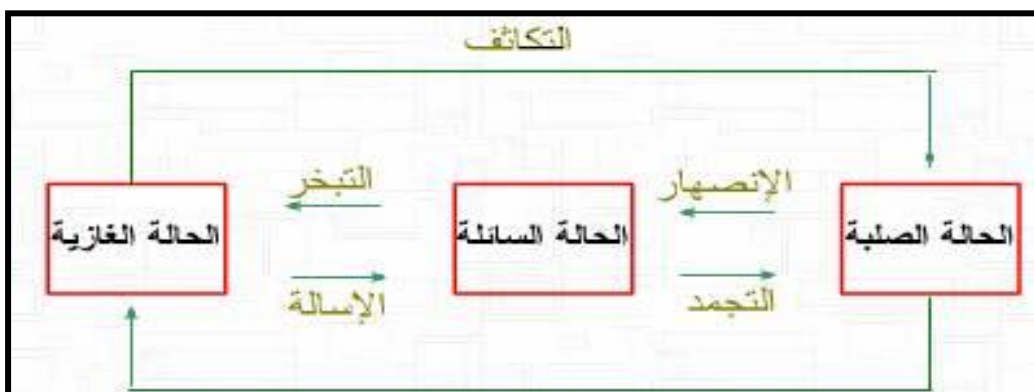 التكاثف
الإنصهار
التبخر
الحالة الصلبة
الحالة السائلة
الحالة الغازية
التجمد
الإسالة